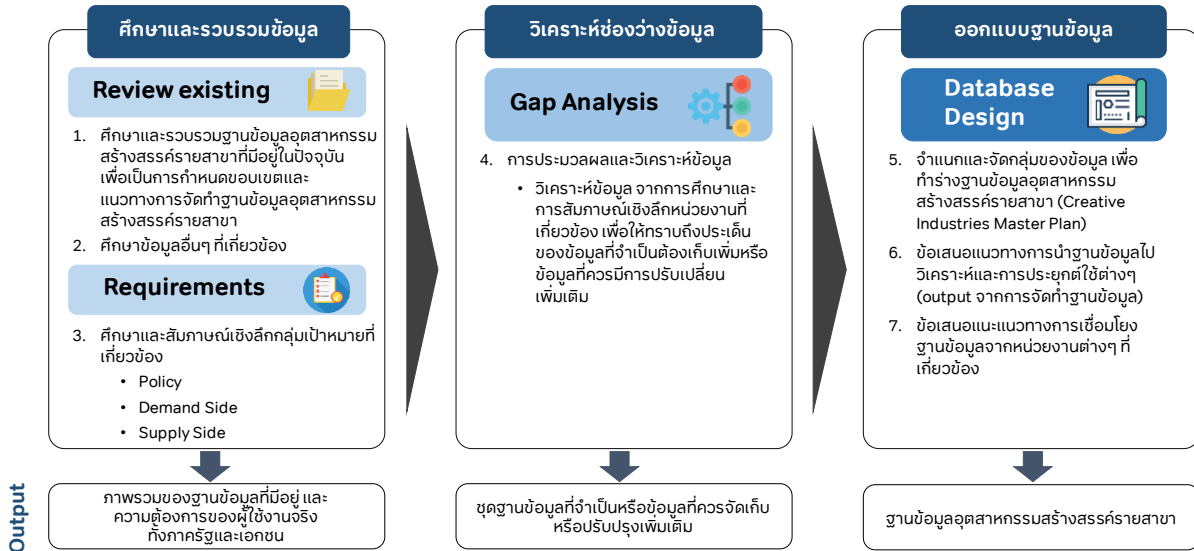 ศึกษาและรวบรวมข้อมูล
Review existing
1. ศึกษาและรวบรวมฐานข้อมูลอุตสาหกรรม
สร้างสรรค์รายสาขาที่มีอยู่ในปัจจุบัน
เพื่อเป็นการกำหนดขอบเขตและ
แนวทางการจัดทำฐานข้อมูลอุตสาหกรรม
สร้างสรรค์รายสาขา
2. ศึกษาข้อมูลอื่นๆ ที่เกี่ยวข้อง
Requirements
3. ศึกษาและสัมภาษณ์เชิงลึกกลุ่มเป้าหมายที่
เกี่ยวข้อง
• Policy
• Demand Side
• Supply Side
วิเคราะห์ช่องว่างข้อมูล
Gap Analysis
4. การประมวลผลและวิเคราะห์ข้อมูล
• วิเคราะห์ข้อมูล จากการศึกษาและ
การสัมภาษณ์เชิงลึกหน่วยงานที่
เกี่ยวข้อง เพื่อให้ทราบถึงประเด็น
ของข้อมูลที่จำเป็นต้องเก็บเพิ่มหรือ
ข้อมูลที่ควรมีการปรับเปลี่ยน
เพิ่มเติม
ออกแบบฐานข้อมูล
Database
Design
5. จำแนกและจัดกลุ่มของข้อมูล เพื่อ
ทำร่างฐานข้อมูลอุตสาหกรรม
สร้างสรรค์รายสาขา (Creative
Industries Master Plan)
6. ข้อเสนอแนวทางการนำฐานข้อมูลไป
วิเคราะห์และการประยุกต์ใช้ต่างๆ
(output จากการจัดทำฐานข้อมูล)
7. ข้อเสนอแนะแนวทางการเชื่อมโยง
ฐานข้อมูลจากหน่วยงานต่างๆ ที่
เกี่ยวข้อง
Output
ภาพรวมของฐานข้อมูลที่มีอยู่ และ
ความต้องการของผู้ใช้งานจริง
ทั้งภาครัฐและเอกชน
ชุดฐานข้อมูลที่จำเป็นหรือข้อมูลที่ควรจัดเก็บ
หรือปรับปรุงเพิ่มเติม
ฐานข้อมูลอุตสาหกรรมสร้างสรรค์รายสาขา